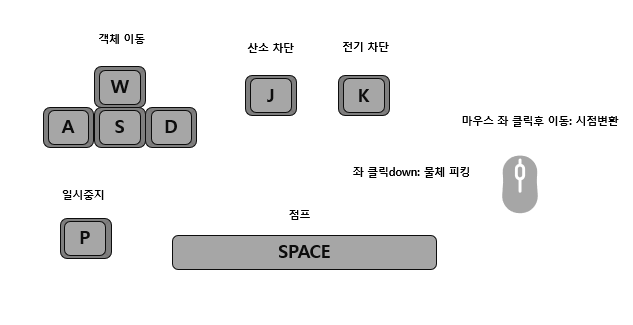 객체 이동
산소 차단
전기 차단
W
J
K
A
S
D
마우스 좌 클릭후 이동: 시점변환
좌 클릭down: 물체 피킹
일시중지
점프
P
SPACE